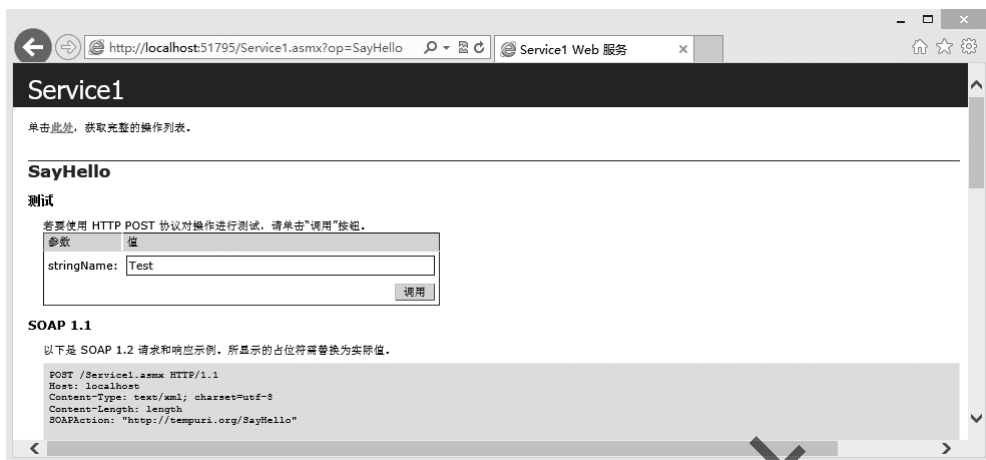 http://localhost:51795/Service1.asmx?op=SayHello
Service1 Web 服务
Service1
单击此处，获取完整的操作列表。
SayHello
测试
若要使用 HTTP POST 协议对操作进行测试，请单击“调用”按钮。
参数 值
stringName: Test
调用
SOAP 1.1
以下是 SOAP 1.2 请求和响应示例。所显示的占位符需替换为实际值。
POST /Service1.asmx HTTP/1.1
Host: localhost
Content-Type: text/xml; charset=utf-8
Content-Length: length
SOAPAction: "http://tempuri.org/SayHello"